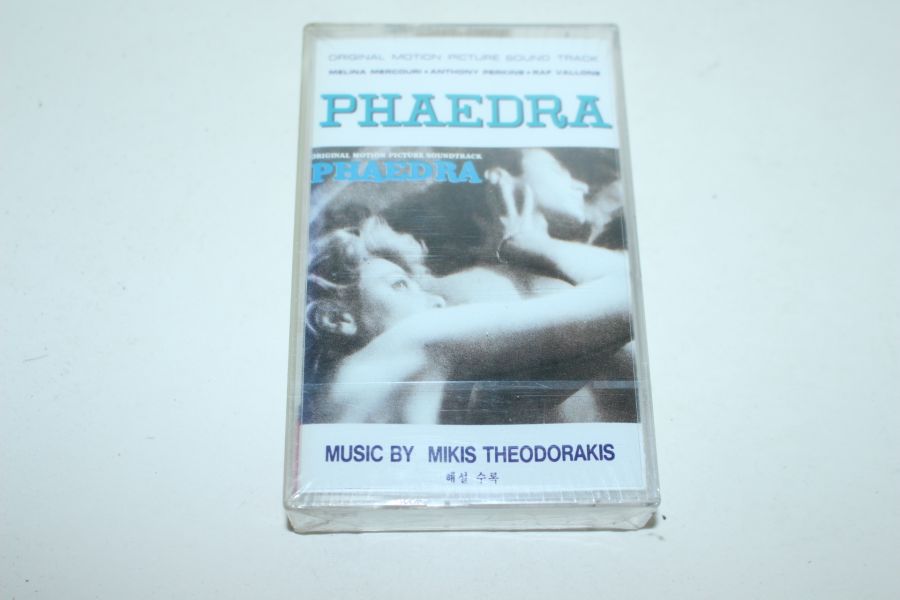 ORIGINAL MOTION PICTURE SOUND TRACK
MELINA MERCOURI • ANTHONY PERKINS • RAF VALLONE
PHAEDRA
ORIGINAL MOTION PICTURE SOUNDTRACK
PHAEDRA
MUSIC BY MIKIS THEODORAKIS
해설 수록